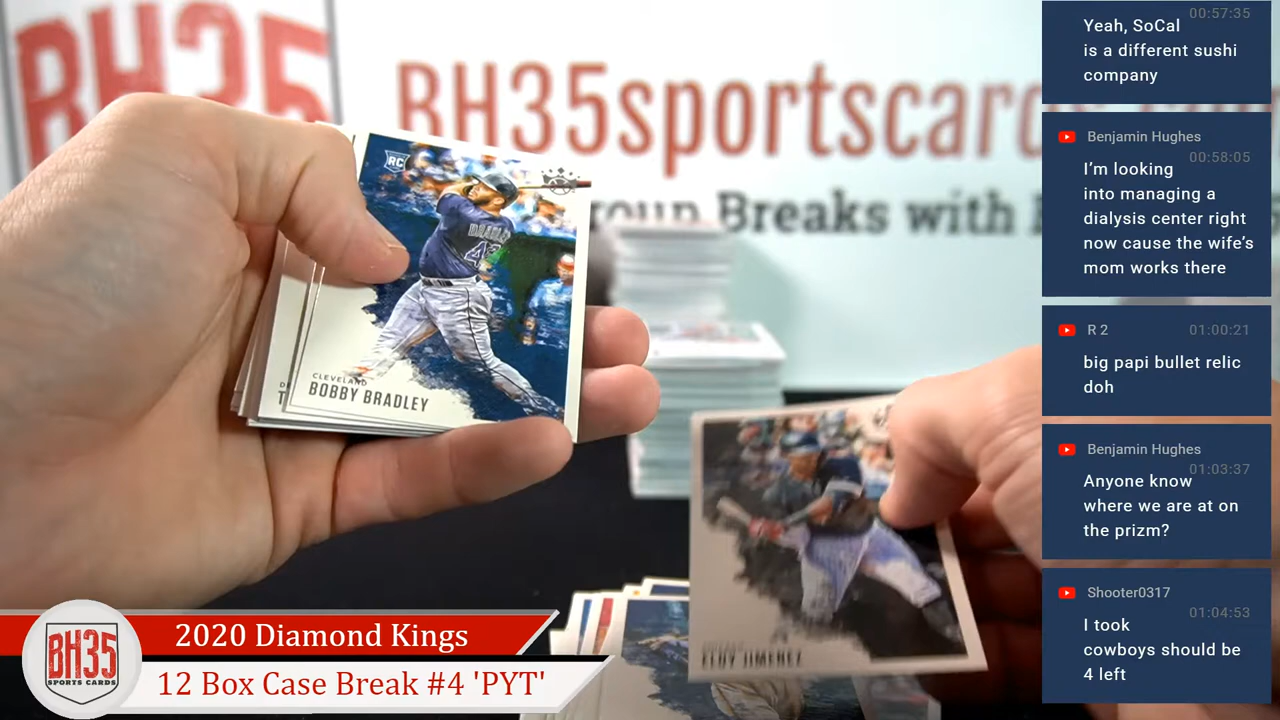 BH35
BH35sportscard
roup Breaks with
RC
BRADLEY
CLEVELAND
BOBBY BRADLEY
ELOY JIMENEZ
BH35
SPORTS CARDS
2020 Diamond Kings
12 Box Case Break #4 'PYT'
00:57:35
Yeah, SoCal
is a different sushi
company
Benjamin Hughes
00:58:05
I'm looking
into managing a
dialysis center right
now cause the wife's
mom works there
R 2
01:00:21
big papi bullet relic
doh
Benjamin Hughes
01:03:37
Anyone know
where we are at on
the prizm?
Shooter0317
01:04:53
I took
cowboys should be
4 left